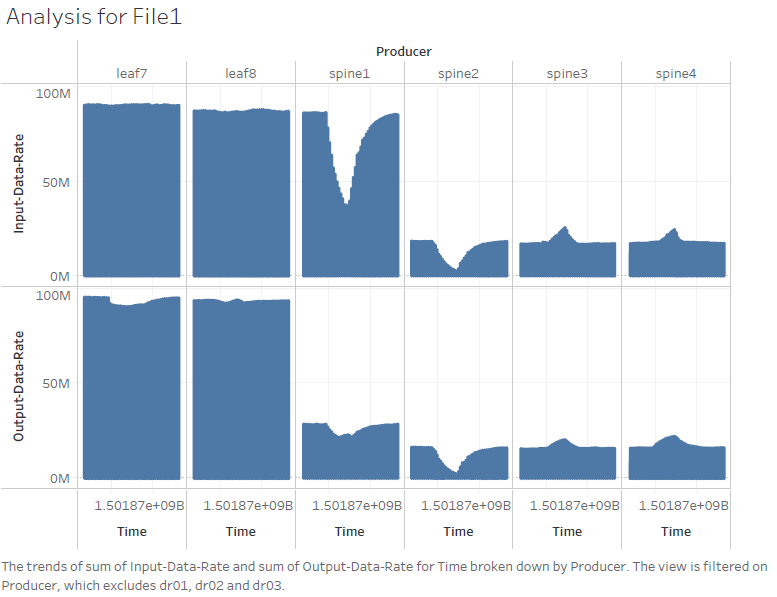 Analysis for File1
Producer
leaf7 leaf8 spine1 spine2 spine3 spine4
Input-Data-Rate
100M
50M
0M
Output-Data-Rate
100M
50M
0M
1.50187e+09B 1.50187e+09B 1.50187e+09B 1.50187e+09B 1.50187e+09B 1.50187e+09B
Time Time Time Time Time Time
The trends of sum of Input-Data-Rate and sum of Output-Data-Rate for Time broken down by Producer. The view is filtered on
Producer, which excludes dr01, dr02 and dr03.